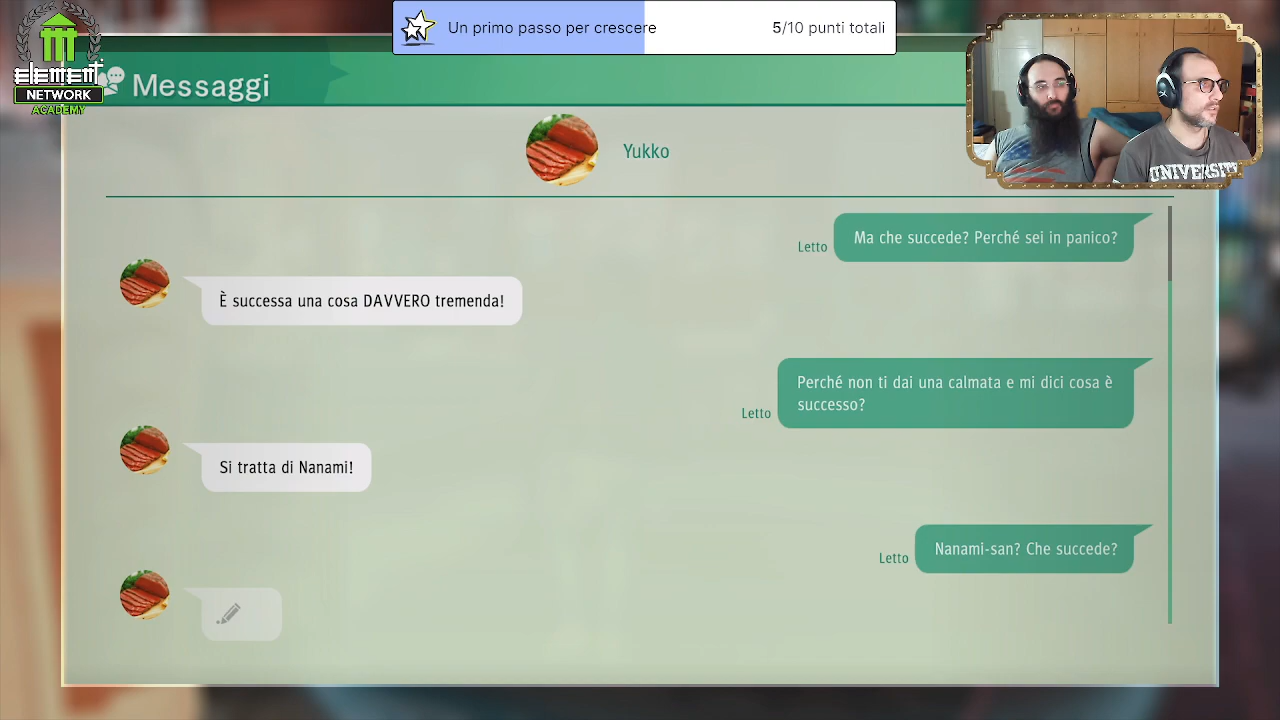 Un primo passo per crescere
5/10 punti totali
element
NETWORK
ACADEMY
Messaggi
Yukko
Ma che succede? Perché sei in panico?
Letto
È successa una cosa DAVVERO tremenda!
Perché non ti dai una calmata e mi dici cosa è
successo?
Letto
Si tratta di Nanami!
Nanami-san? Che succede?
Letto
UNIVERSITY